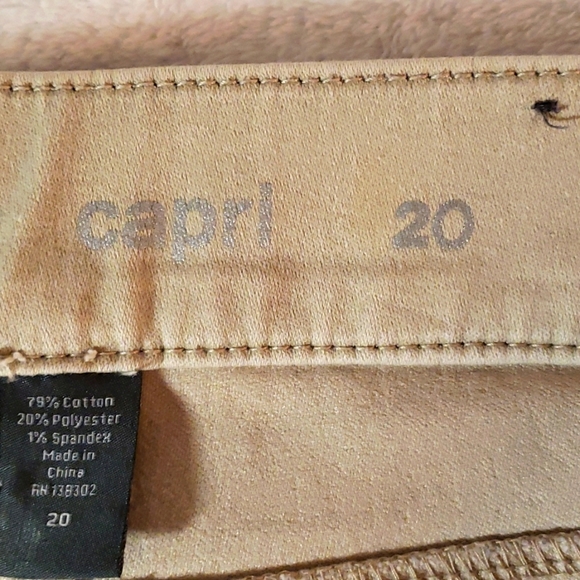 capri 20
79% Cotton
20% Polyester
1% Spandex
Made in
China
RN 138302
20